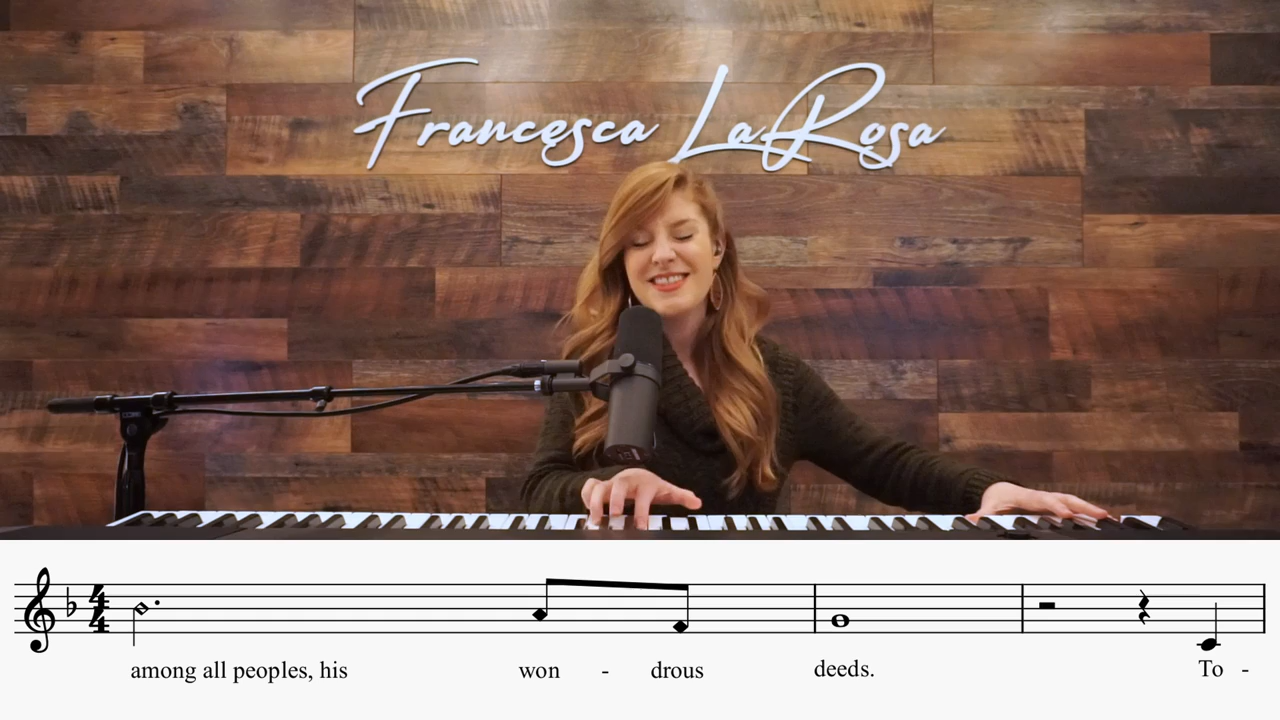 Francesca LaRosa
among all peoples, his won - drous deeds. To -